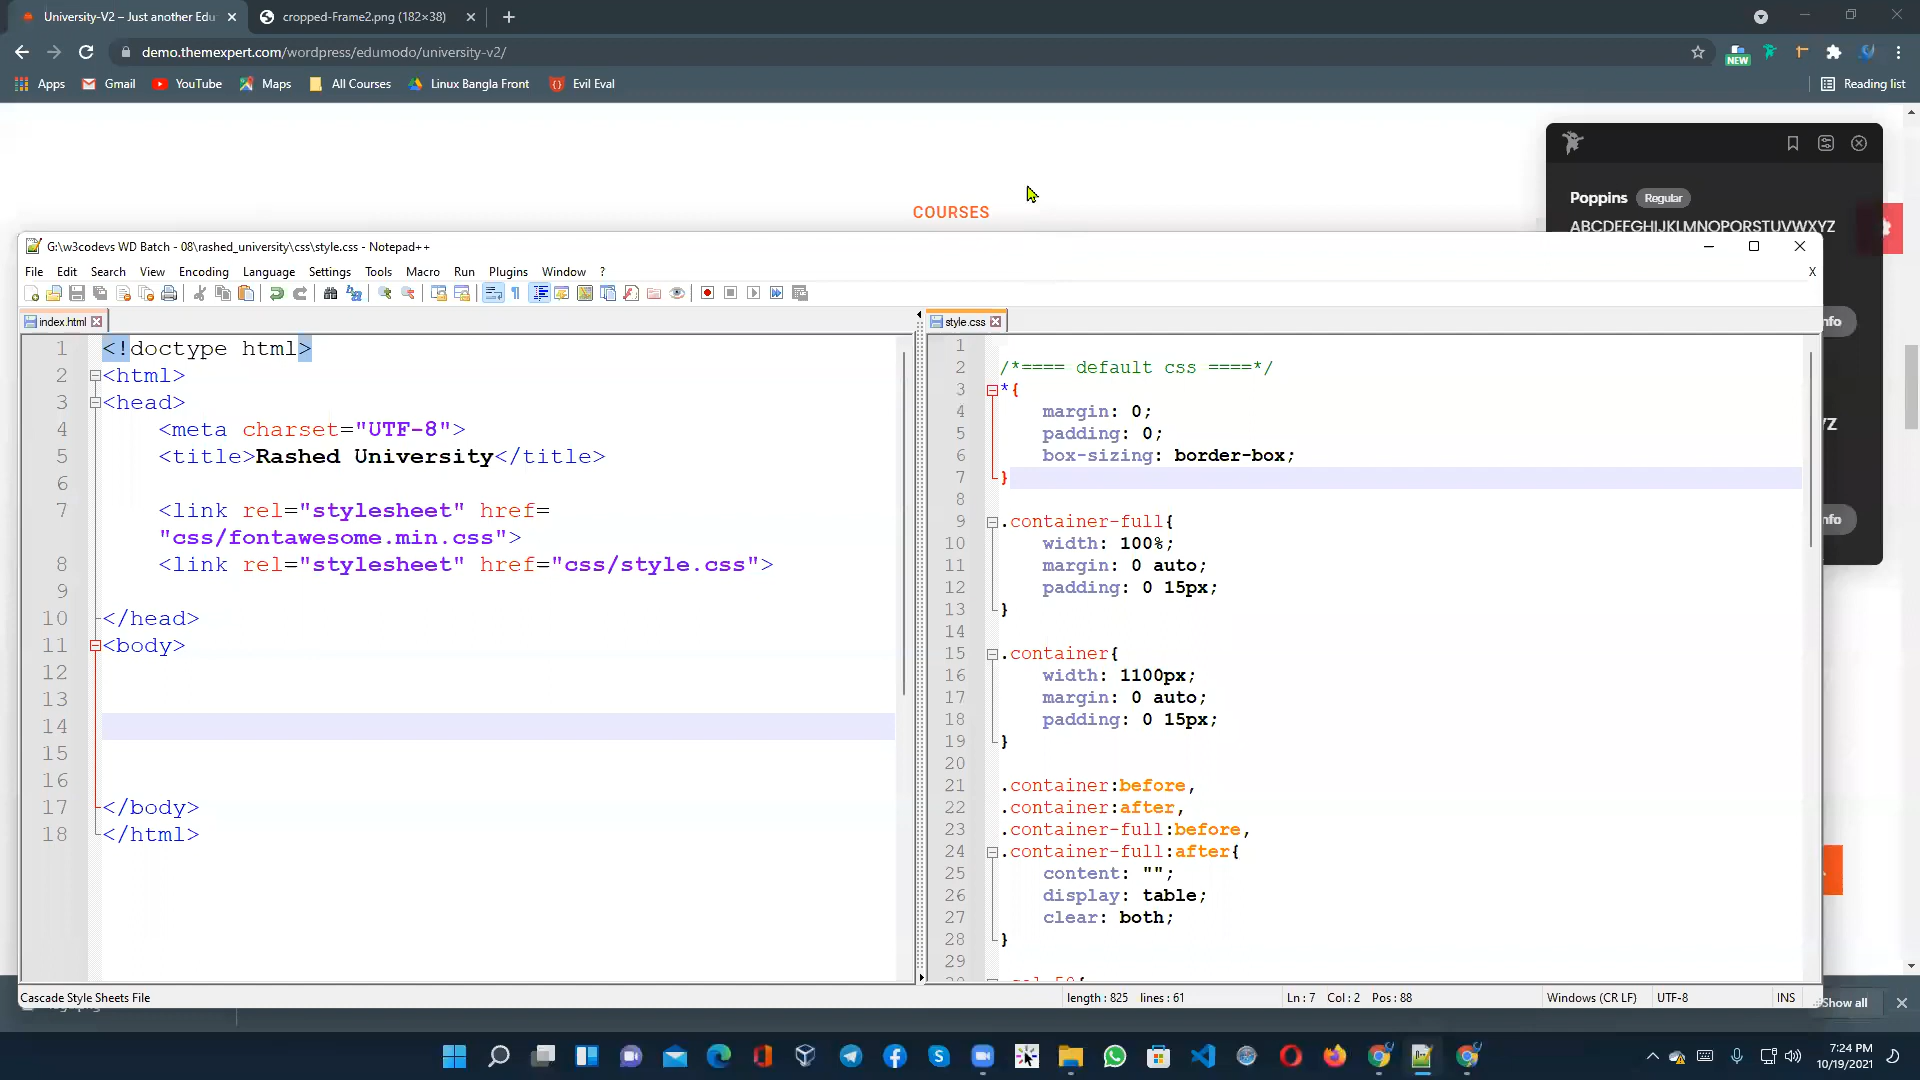 University-V2 – Just another Edu
cropped-Frame2.png (182×38)
demo.themexpert.com/wordpress/edumodo/university-v2/
NEW
Apps
Gmail
YouTube
Maps
All Courses
Linux Bangla Front
Evil Eval
Reading list
COURSES
Poppins
Regular
ABCDEFGHIJKLMNOPQRSTUVWXYZ
G:\w3codevs WD Batch - 08\rashed_university\css\style.css - Notepad++
File Edit Search View Encoding Language Settings Tools Macro Run Plugins Window ?
X
index.html
1 <!doctype html>
2 <html>
3 <head>
4 <meta charset="UTF-8">
5 <title>Rashed University</title>
6
7 <link rel="stylesheet" href=
"css/fontawesome.min.css">
8 <link rel="stylesheet" href="css/style.css">
9
10 </head>
11 <body>
12
13
14
15
16
17 </body>
18 </html>
style.css
1
2 /*==== default css ====*/
3 *{
4 margin: 0;
5 padding: 0;
6 box-sizing: border-box;
7 }
8
9 .container-full{
10 width: 100%;
11 margin: 0 auto;
12 padding: 0 15px;
13 }
14
15 .container{
16 width: 1100px;
17 margin: 0 auto;
18 padding: 0 15px;
19 }
20
21 .container:before,
22 .container:after,
23 .container-full:before,
24 .container-full:after{
25 content: "";
26 display: table;
27 clear: both;
28 }
29
nfo
YZ
nfo
Cascade Style Sheets File
length : 825 lines : 61
Ln : 7 Col : 2 Pos : 88
Windows (CR LF)
UTF-8
INS
Show all
7:24 PM
10/19/2021